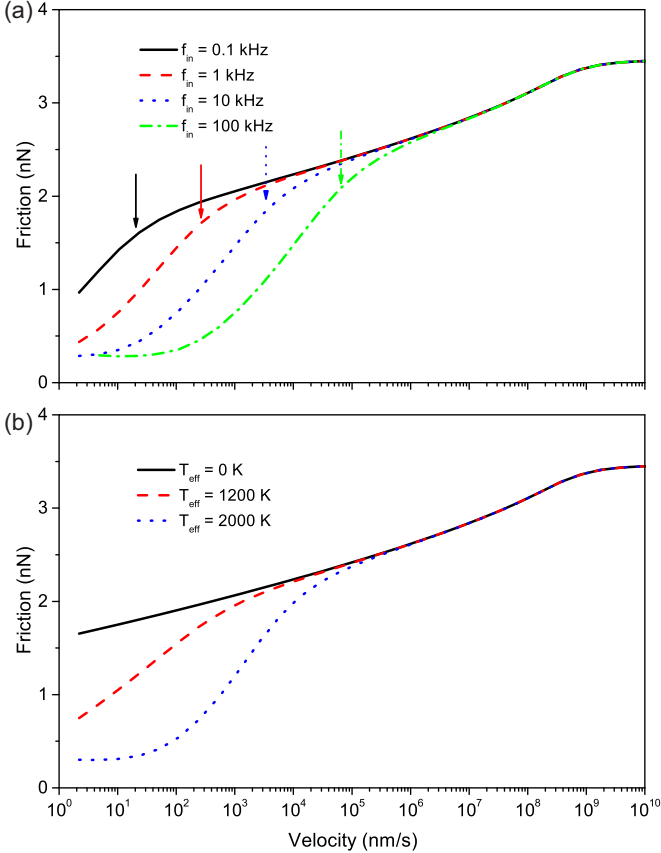 (a)
f_in = 0.1 kHz
f_in = 1 kHz
f_in = 10 kHz
f_in = 100 kHz
4
3
2
1
0
Friction (nN)
(b)
T_eff = 0 K
T_eff = 1200 K
T_eff = 2000 K
4
3
2
1
0
Friction (nN)
10^0 10^1 10^2 10^3 10^4 10^5 10^6 10^7 10^8 10^9 10^10
Velocity (nm/s)